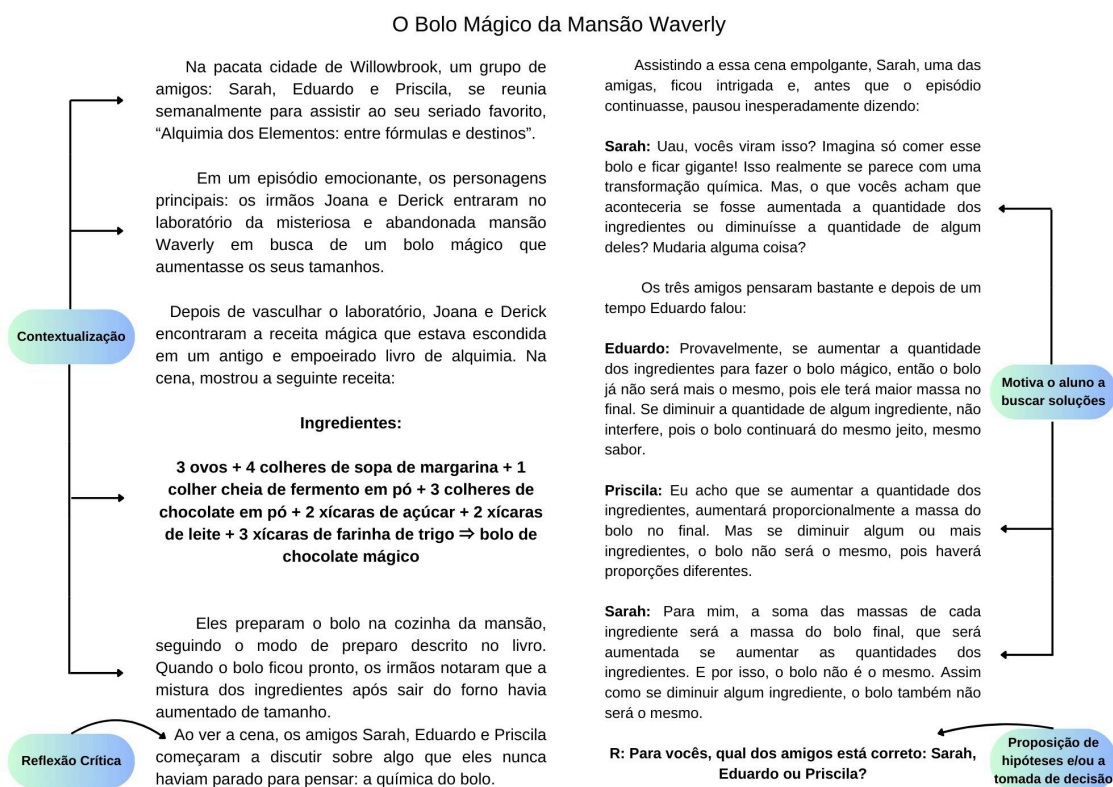 O Bolo Mágico da Mansão Waverly
Na pacata cidade de Willowbrook, um grupo de
amigos: Sarah, Eduardo e Priscila, se reunia
semanalmente para assistir ao seu seriado favorito,
“Alquimia dos Elementos: entre fórmulas e destinos”.
Em um episódio emocionante, os personagens
principais: os irmãos Joana e Derick entraram no
laboratório da misteriosa e abandonada mansão
Waverly em busca de um bolo mágico que
aumentasse os seus tamanhos.
Contextualização
Depois de vasculhar o laboratório, Joana e Derick
encontraram a receita mágica que estava escondida
em um antigo e empoeirado livro de alquimia. Na
cena, mostrou a seguinte receita:
Ingredientes:
3 ovos + 4 colheres de sopa de margarina + 1
colher cheia de fermento em pó + 3 colheres de
chocolate em pó + 2 xícaras de açúcar + 2 xícaras
de leite + 3 xícaras de farinha de trigo ⇒ bolo de
chocolate mágico
Eles preparam o bolo na cozinha da mansão,
seguindo o modo de preparo descrito no livro.
Quando o bolo ficou pronto, os irmãos notaram que a
mistura dos ingredientes após sair do forno havia
aumentado de tamanho.
Reflexão Crítica
Ao ver a cena, os amigos Sarah, Eduardo e Priscila
começaram a discutir sobre algo que eles nunca
haviam parado para pensar: a química do bolo.
Assistindo a essa cena empolgante, Sarah, uma das
amigas, ficou intrigada e, antes que o episódio
continuasse, pausou inesperadamente dizendo:
Sarah: Uau, vocês viram isso? Imagina só comer esse
bolo e ficar gigante! Isso realmente se parece com uma
transformação química. Mas, o que vocês acham que
aconteceria se fosse aumentada a quantidade dos
ingredientes ou diminuísse a quantidade de algum
deles? Mudaria alguma coisa?
Os três amigos pensaram bastante e depois de um
tempo Eduardo falou:
Eduardo: Provavelmente, se aumentar a quantidade
dos ingredientes para fazer o bolo mágico, então o bolo
já não será mais o mesmo, pois ele terá maior massa no
final. Se diminuir a quantidade de algum ingrediente, não
interfere, pois o bolo continuará do mesmo jeito, mesmo
sabor.
Motiva o aluno a
buscar soluções
Priscila: Eu acho que se aumentar a quantidade dos
ingredientes, aumentará proporcionalmente a massa do
bolo no final. Mas se diminuir algum ou mais
ingredientes, o bolo não será o mesmo, pois haverá
proporções diferentes.
Sarah: Para mim, a soma das massas de cada
ingrediente será a massa do bolo final, que será
aumentada se aumentar as quantidades dos
ingredientes. E por isso, o bolo não é o mesmo. Assim
como se diminuir algum ingrediente, o bolo também não
será o mesmo.
R: Para vocês, qual dos amigos está correto: Sarah,
Eduardo ou Priscila?
Proposição de
hipóteses e/ou a
tomada de decisão